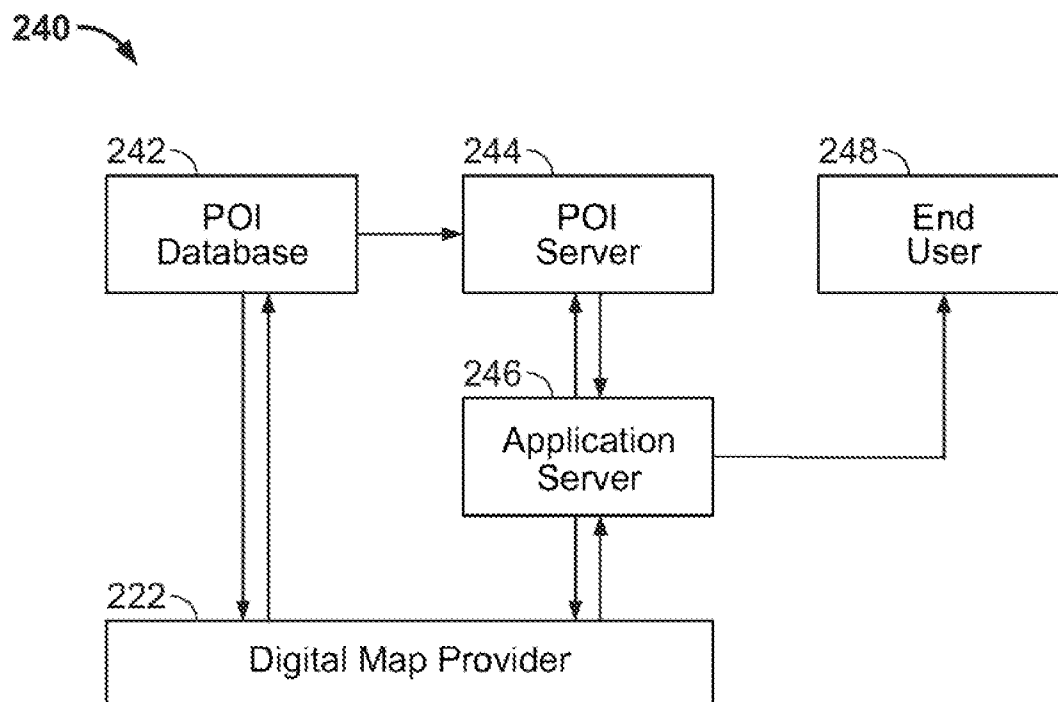 240
242
POI
Database
244
POI
Server
248
End
User
246
Application
Server
222
Digital Map Provider